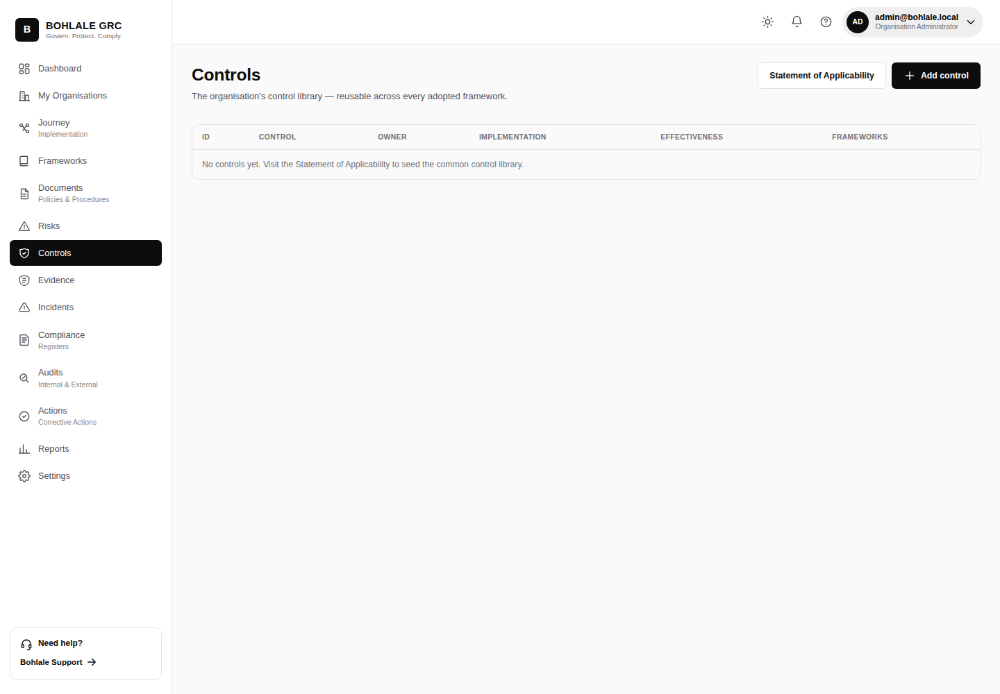 B
BOHLALE GRC
Govern. Protect. Comply.
Dashboard
My Organisations
Journey
Implementation
Frameworks
Documents
Policies & Procedures
Risks
Controls
Evidence
Incidents
Compliance
Registers
Audits
Internal & External
Actions
Corrective Actions
Reports
Settings
Need help?
Bohlale Support
AD
admin@bohlale.local
Organisation Administrator
Controls
The organisation's control library — reusable across every adopted framework.
Statement of Applicability
Add control
ID CONTROL OWNER IMPLEMENTATION EFFECTIVENESS FRAMEWORKS
No controls yet. Visit the Statement of Applicability to seed the common control library.